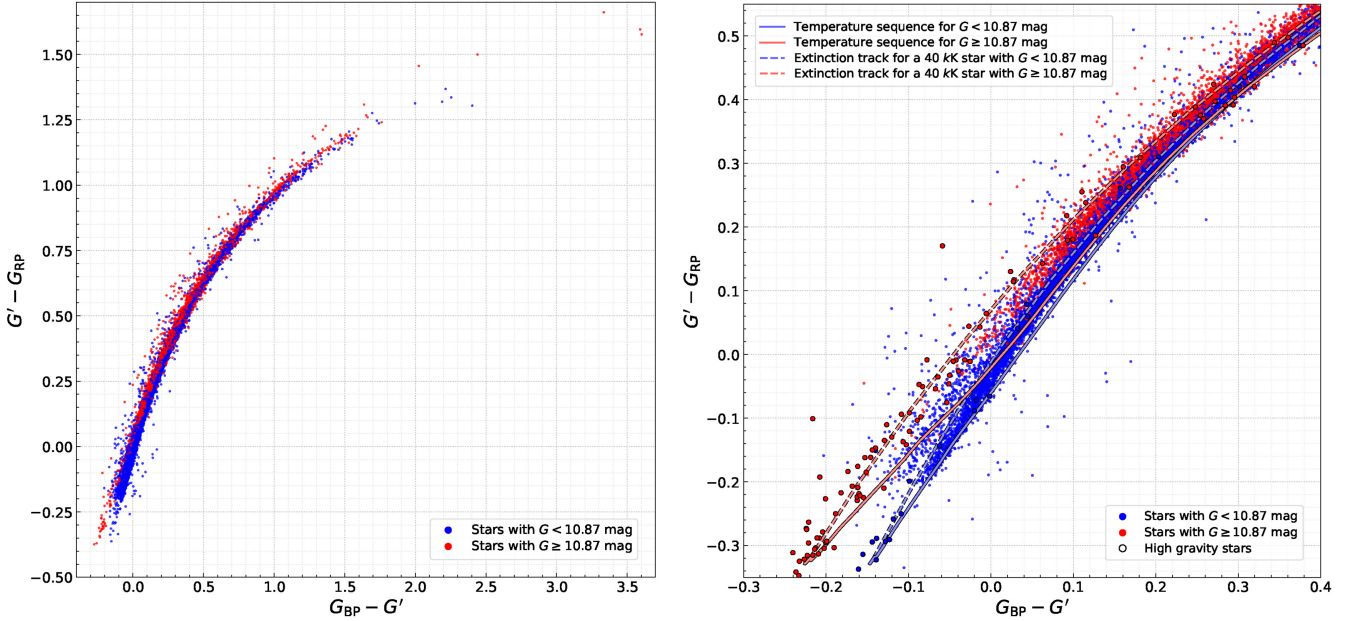 G′ − G_RP
1.50
1.25
1.00
0.75
0.50
0.25
0.00
−0.25
−0.50
0.0
0.5
1.0
1.5
2.0
2.5
3.0
3.5
G_BP − G′
Stars with G < 10.87 mag
Stars with G ≥ 10.87 mag
G′ − G_RP
0.5
0.4
0.3
0.2
0.1
0.0
−0.1
−0.2
−0.3
−0.3
−0.2
−0.1
0.0
0.1
0.2
0.3
0.4
G_BP − G′
Temperature sequence for G < 10.87 mag
Temperature sequence for G ≥ 10.87 mag
Extinction track for a 40 kK star with G < 10.87 mag
Extinction track for a 40 kK star with G ≥ 10.87 mag
Stars with G < 10.87 mag
Stars with G ≥ 10.87 mag
High gravity stars